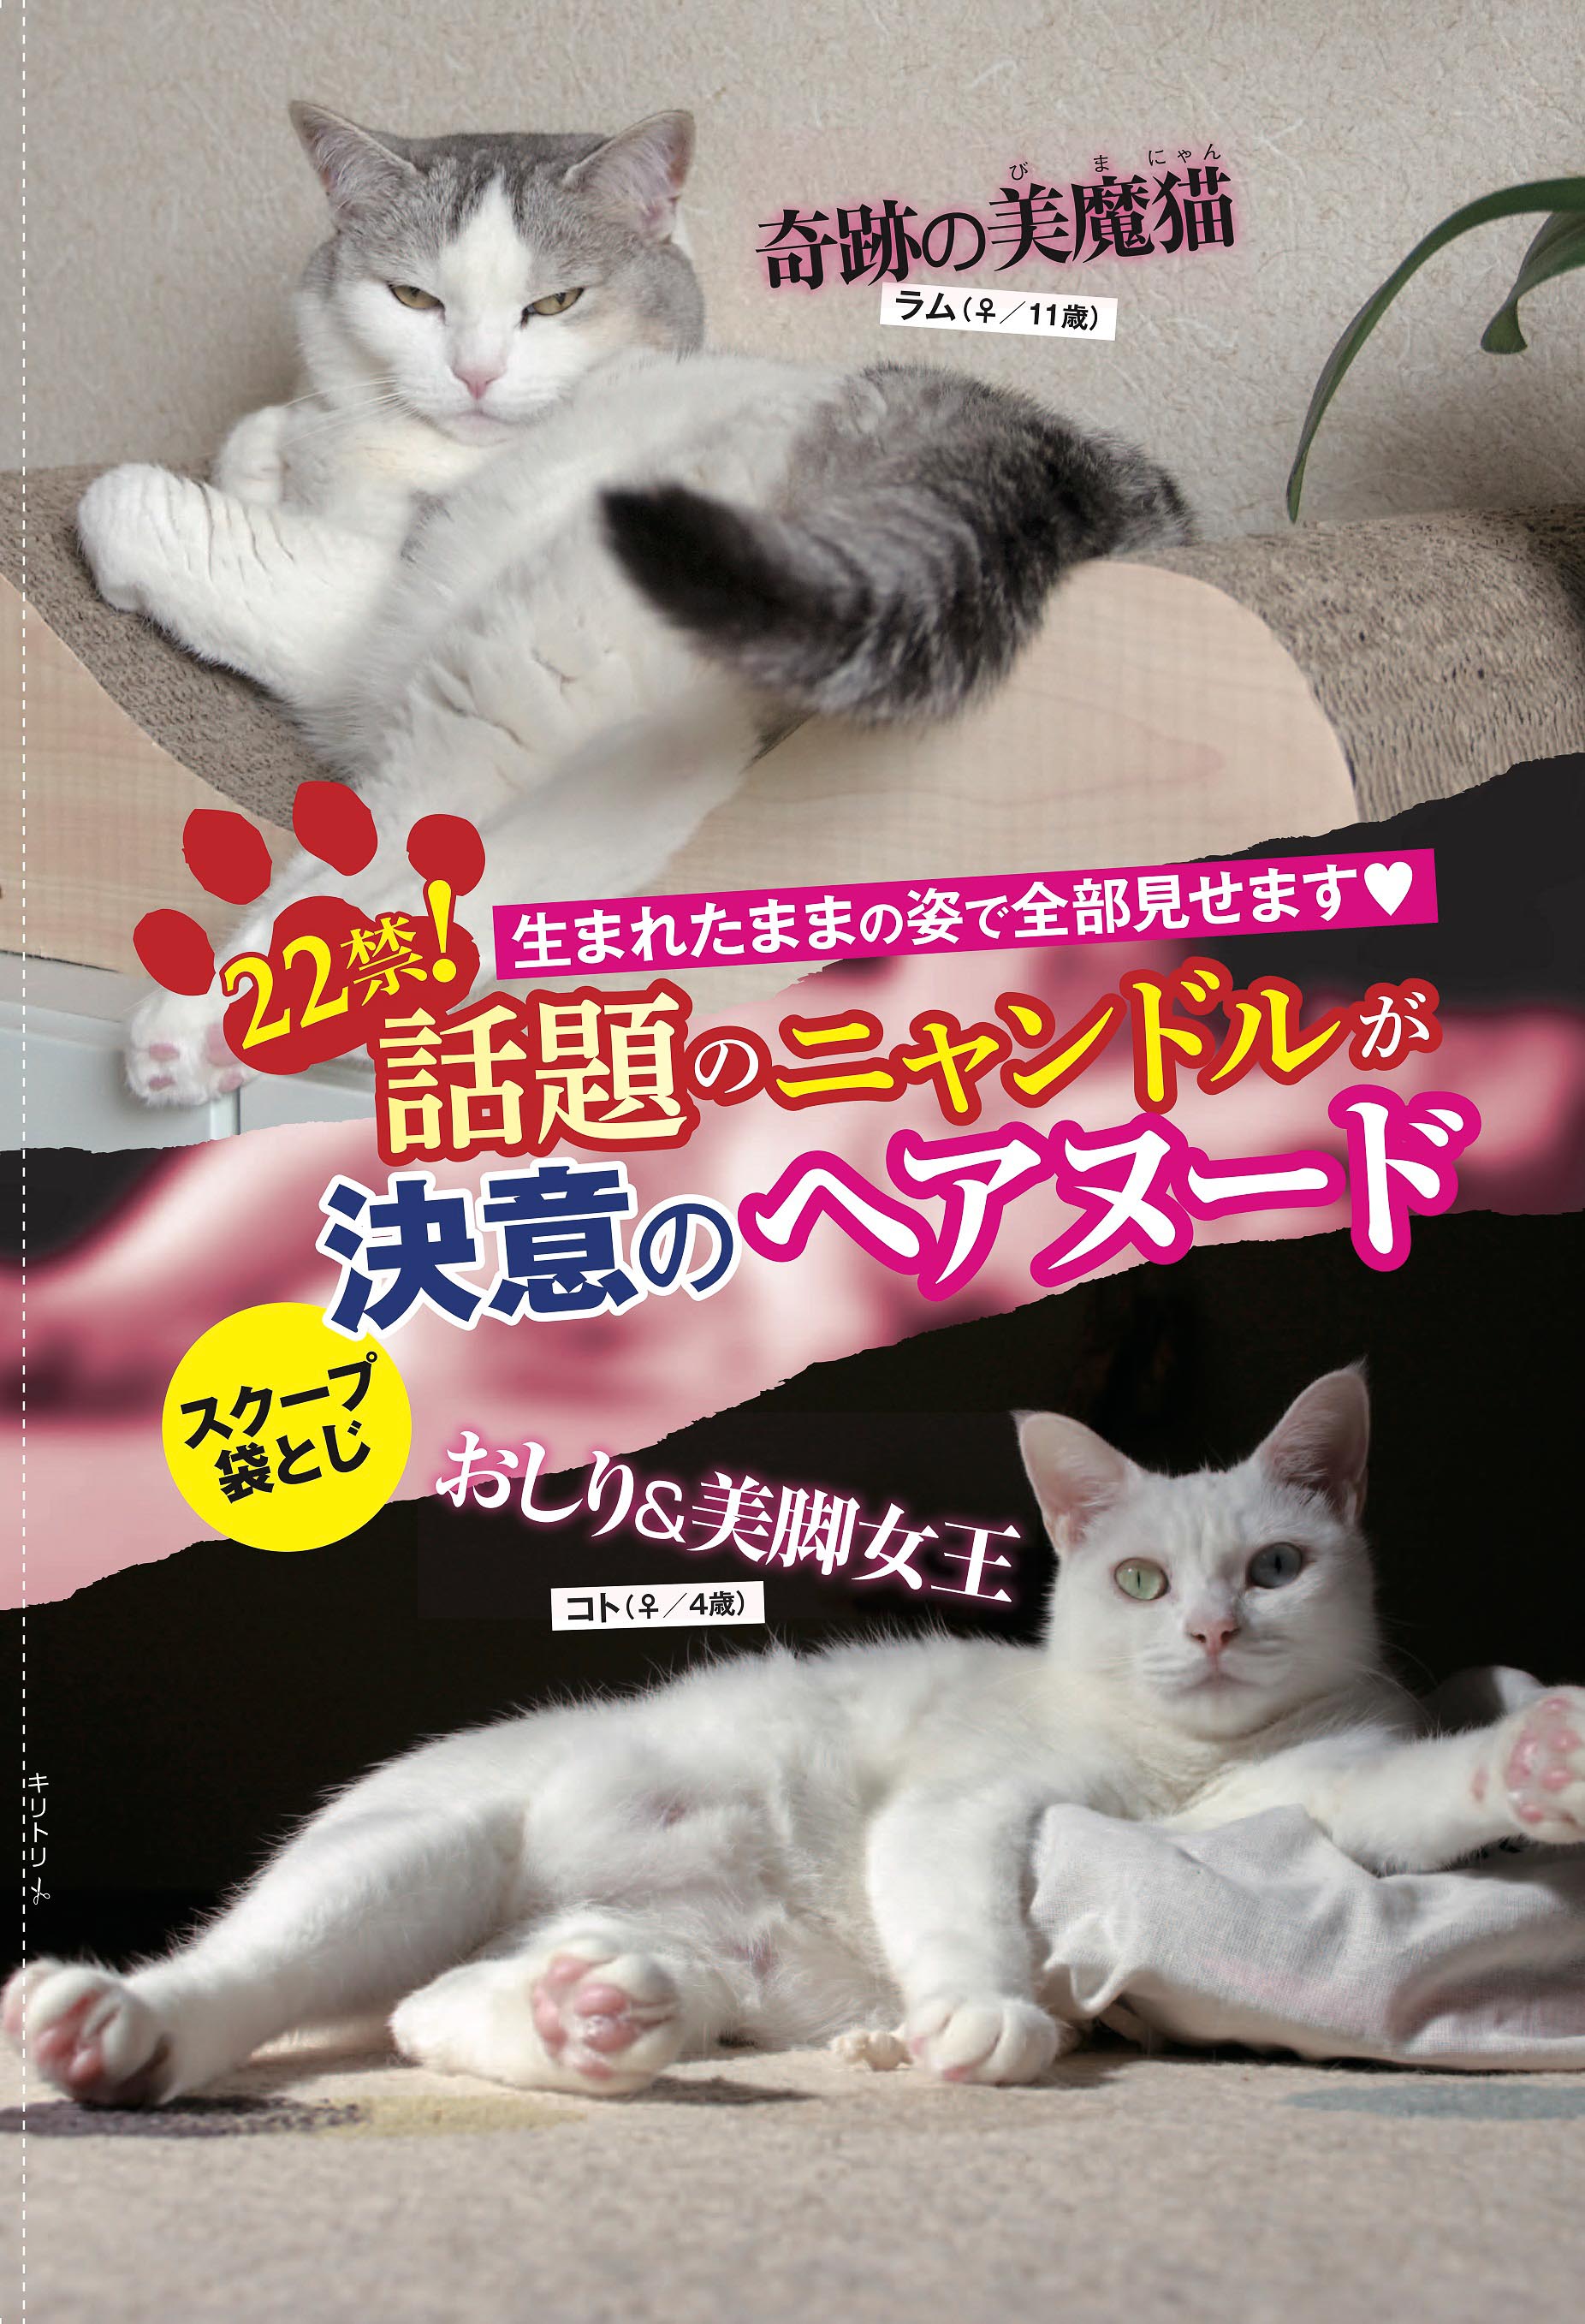 びまにゃん
奇跡の美魔猫
ラム(♀／11歳)
22禁!
生まれたままの姿で全部見せます♥
話題のニャンドルが
決意のヘアヌード
スクープ
袋とじ
おしり&美脚女王
コト(♀／4歳)
キリトリ